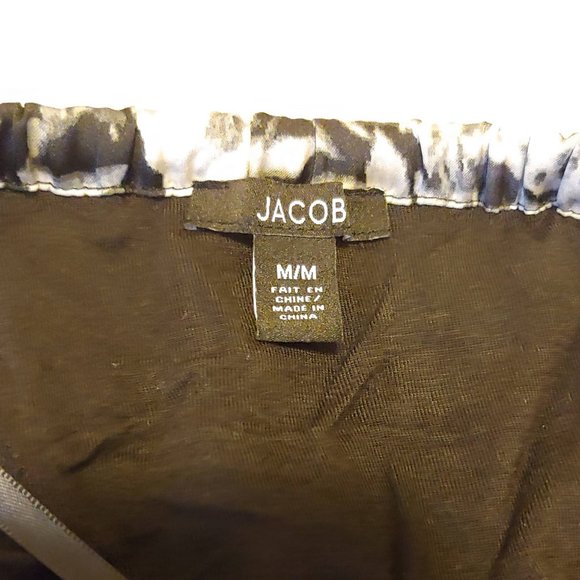 JACOB
M/M
FAIT EN
CHINE/
MADE IN
CHINA